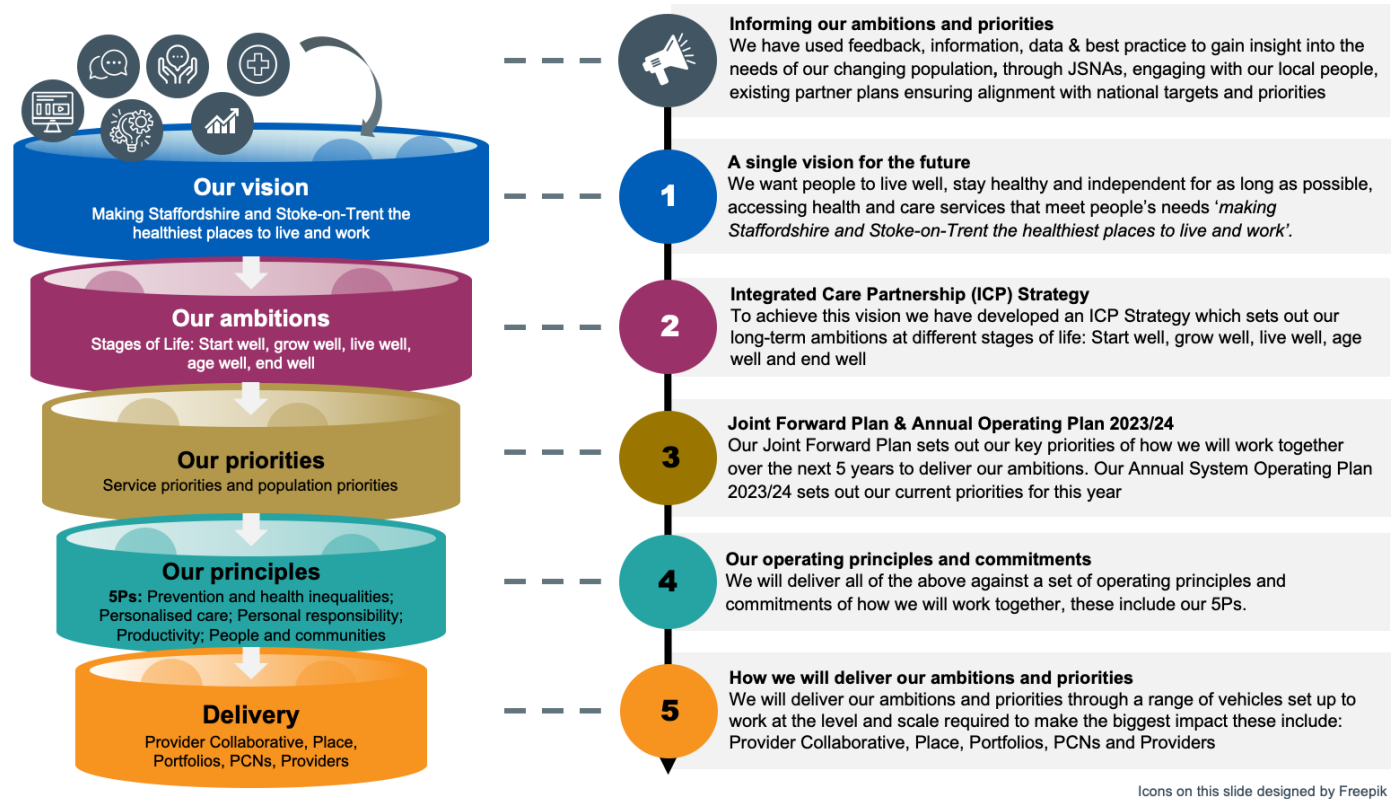 Informing our ambitions and priorities
We have used feedback, information, data & best practice to gain insight into the
needs of our changing population, through JSNAs, engaging with our local people,
existing partner plans ensuring alignment with national targets and priorities
Our vision
Making Staffordshire and Stoke-on-Trent the
healthiest places to live and work
1
A single vision for the future
We want people to live well, stay healthy and independent for as long as possible,
accessing health and care services that meet people’s needs ‘making
Staffordshire and Stoke-on-Trent the healthiest places to live and work’.
Our ambitions
Stages of Life: Start well, grow well, live well,
age well, end well
2
Integrated Care Partnership (ICP) Strategy
To achieve this vision we have developed an ICP Strategy which sets out our
long-term ambitions at different stages of life: Start well, grow well, live well, age
well and end well
Our priorities
Service priorities and population priorities
3
Joint Forward Plan & Annual Operating Plan 2023/24
Our Joint Forward Plan sets out our key priorities of how we will work together
over the next 5 years to deliver our ambitions. Our Annual System Operating Plan
2023/24 sets out our current priorities for this year
Our principles
5Ps: Prevention and health inequalities;
Personalised care; Personal responsibility;
Productivity; People and communities
4
Our operating principles and commitments
We will deliver all of the above against a set of operating principles and
commitments of how we will work together, these include our 5Ps.
Delivery
Provider Collaborative, Place,
Portfolios, PCNs, Providers
5
How we will deliver our ambitions and priorities
We will deliver our ambitions and priorities through a range of vehicles set up to
work at the level and scale required to make the biggest impact these include:
Provider Collaborative, Place, Portfolios, PCNs and Providers
Icons on this slide designed by Freepik